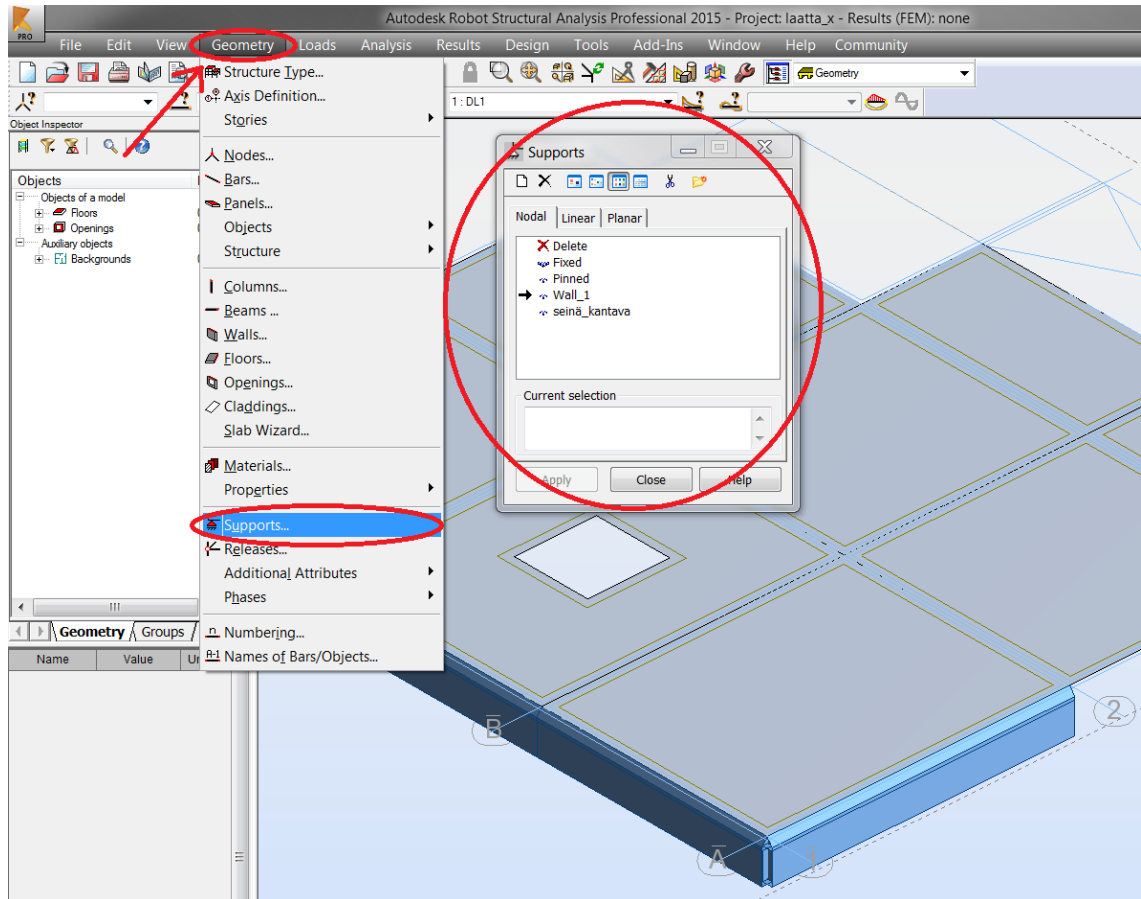 Autodesk Robot Structural Analysis Professional 2015 - Project: laatta_x - Results (FEM): none
PRO
File Edit View Geometry Loads Analysis Results Design Tools Add-Ins Window Help Community
Geometry
1 : DL1
Object Inspector
Objects
Objects of a model
Floors
Openings
Auxiliary objects
Backgrounds
Geometry Groups
Name Value
Structure Type...
Axis Definition...
Stories
Nodes...
Bars...
Panels...
Objects
Structure
Columns...
Beams ...
Walls...
Floors...
Openings...
Claddings...
Slab Wizard...
Materials...
Properties
Supports...
Releases...
Additional Attributes
Phases
Numbering...
Names of Bars/Objects...
Supports
Nodal Linear Planar
Delete
Fixed
Pinned
Wall_1
seinä_kantava
Current selection
Apply Close Help
B
2
A
1